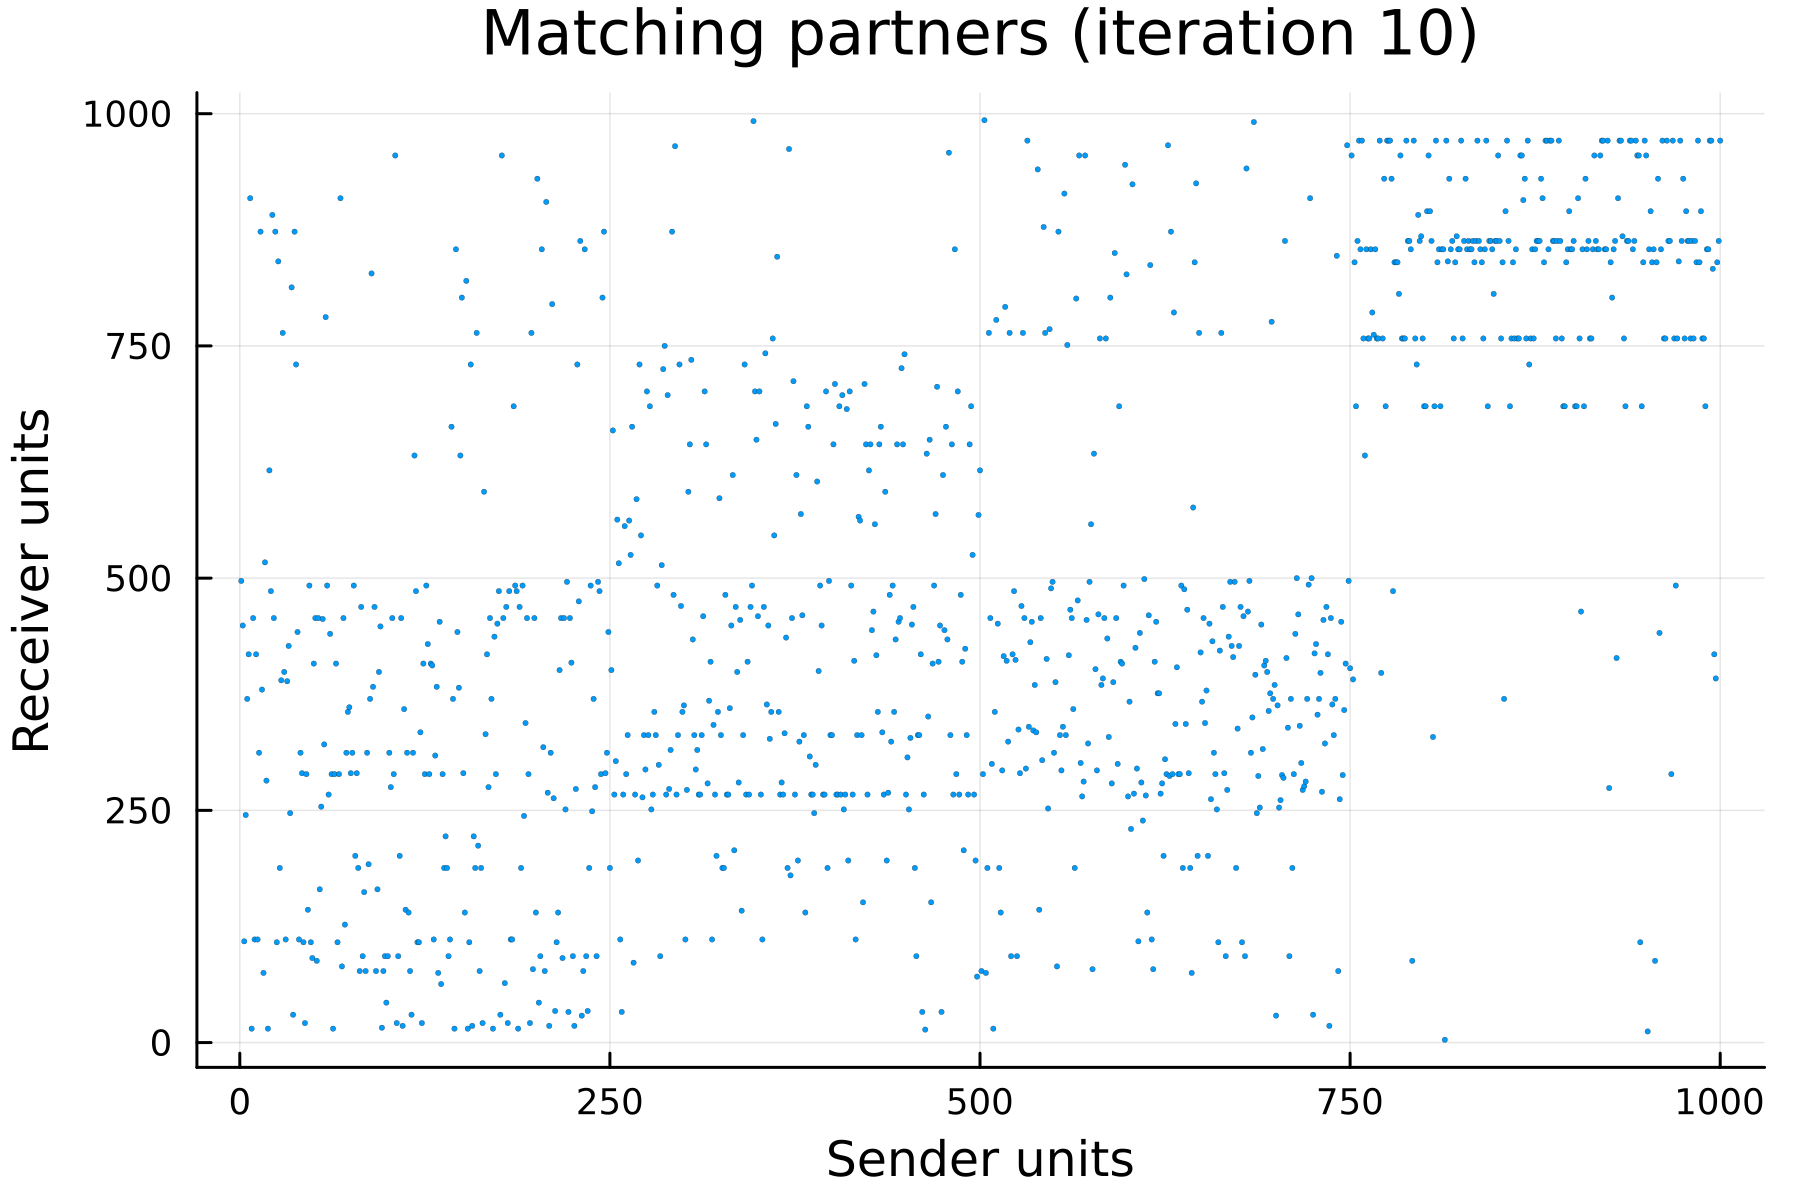 Matching partners (iteration 10)
Receiver units
1000
750
500
250
0
0 250 500 750 1000
Sender units